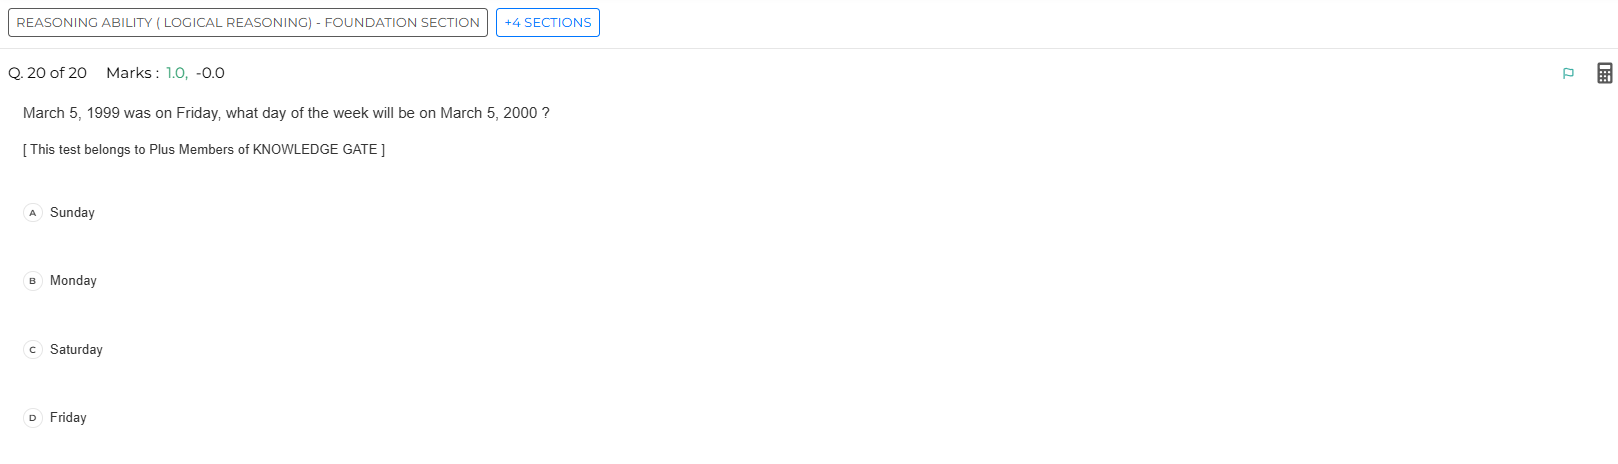 REASONING ABILITY ( LOGICAL REASONING) - FOUNDATION SECTION +4 SECTIONS
Q. 20 of 20 Marks : 1.0, -0.0
March 5, 1999 was on Friday, what day of the week will be on March 5, 2000 ?
[ This test belongs to Plus Members of KNOWLEDGE GATE ]
A Sunday
B Monday
C Saturday
D Friday